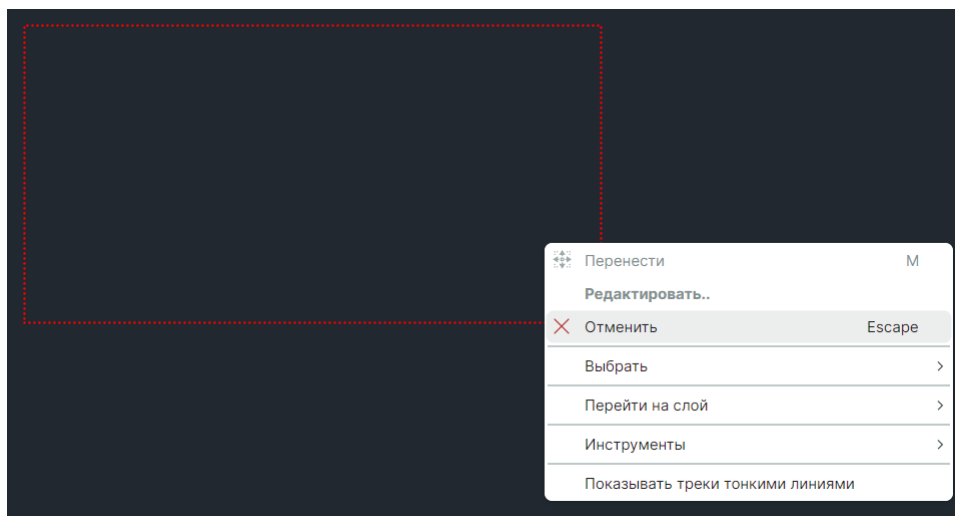 Перенести M
Редактировать..
Отменить Escape
Выбрать
Перейти на слой
Инструменты
Показывать треки тонкими линиями